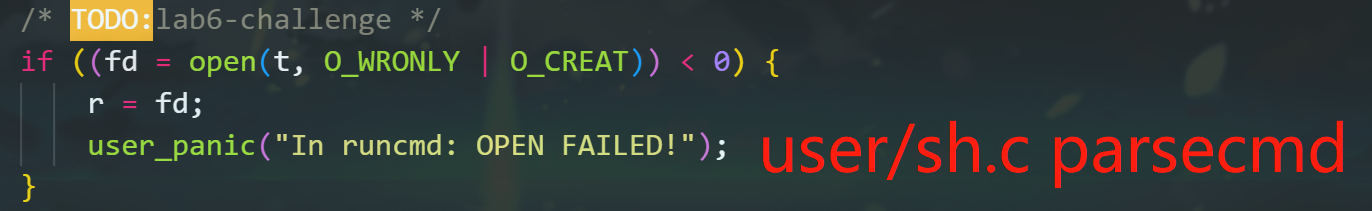 /* TODO:lab6-challenge */
if ((fd = open(t, O_WRONLY | O_CREAT)) < 0) {
r = fd;
user_panic("In runcmd: OPEN FAILED!");
user/sh.c parsecmd
}